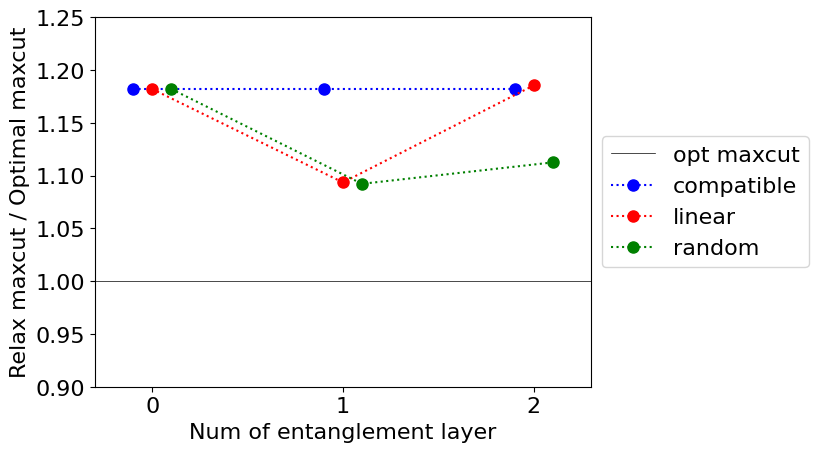 Relax maxcut / Optimal maxcut
1.25
1.20
1.15
1.10
1.05
1.00
0.95
0.90
0
1
2
Num of entanglement layer
opt maxcut
compatible
linear
random